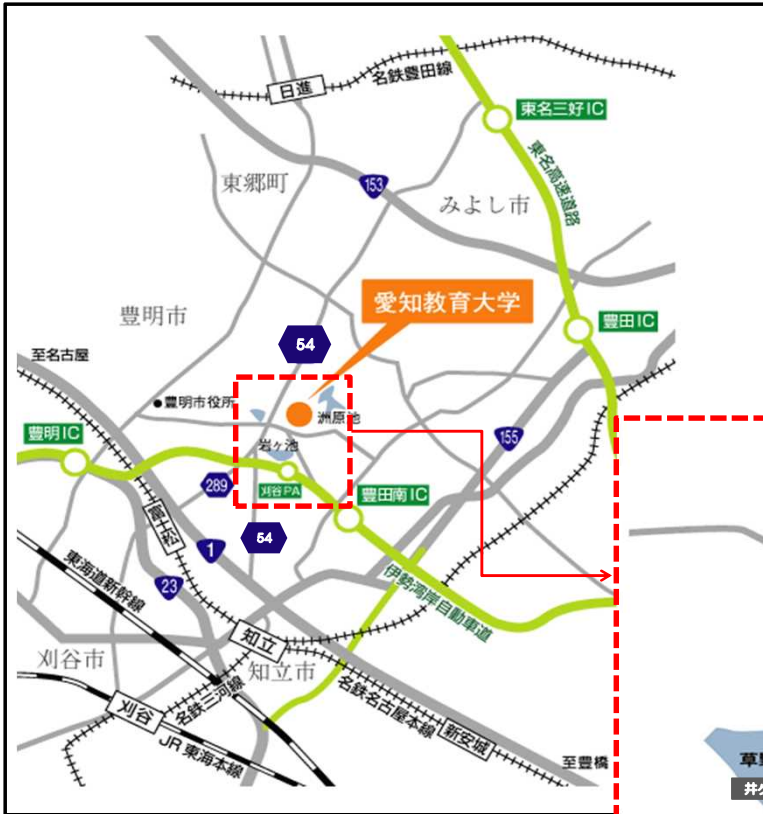 名鉄豊田線
日進
東名三好IC
東名高速道路
東郷町
153
みよし市
愛知教育大学
豊明市
54
豊田IC
至名古屋
豊明市役所
洲原池
豊明IC
岩ヶ池
155
289
刈谷PA
豊田南IC
富士松
54
1
伊勢湾岸自動車道
東海道新幹線
23
知立
刈谷市
知立市
名鉄三河線
刈谷
名鉄名古屋本線
新安城
JR東海本線
至豊橋
草
井